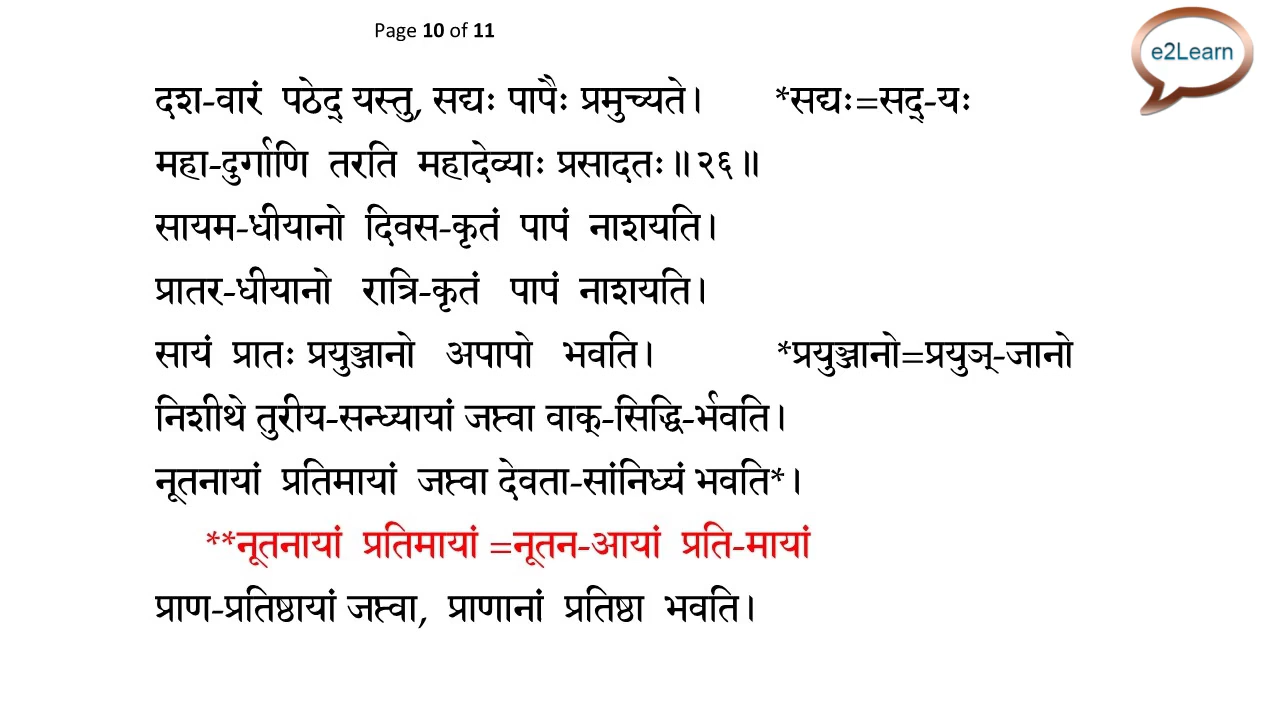 Page 10 of 11
e2Learn
दश-वारं पठेद् यस्तु, सद्यः पापैः प्रमुच्यते। *सद्यः=सद्-यः
महा-दुर्गाणि तरति महादेव्याः प्रसादतः॥२६॥
सायम-धीयानो दिवस-कृतं पापं नाशयति।
प्रातर-धीयानो रात्रि-कृतं पापं नाशयति।
सायं प्रातः प्रयुञ्जानो अपापो भवति। *प्रयुञ्जानो=प्रयुञ्-जानो
निशीथे तुरीय-सन्ध्यायां जप्त्वा वाक्-सिद्धि-र्भवति।
नूतनायां प्रतिमायां जप्त्वा देवता-सांनिध्यं भवति*।
**नूतनायां प्रतिमायां =नूतन-आयां प्रति-मायां
प्राण-प्रतिष्ठायां जप्त्वा, प्राणानां प्रतिष्ठा भवति।